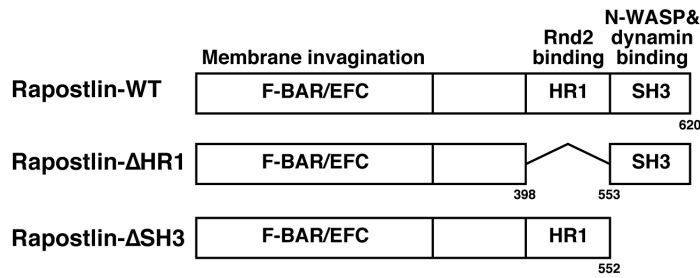 N-WASP&
Rnd2 dynamin
Membrane invagination binding binding
Rapostlin-WT F-BAR/EFC HR1 SH3
620
Rapostlin-ΔHR1 F-BAR/EFC SH3
398 553
Rapostlin-ΔSH3 F-BAR/EFC HR1
552